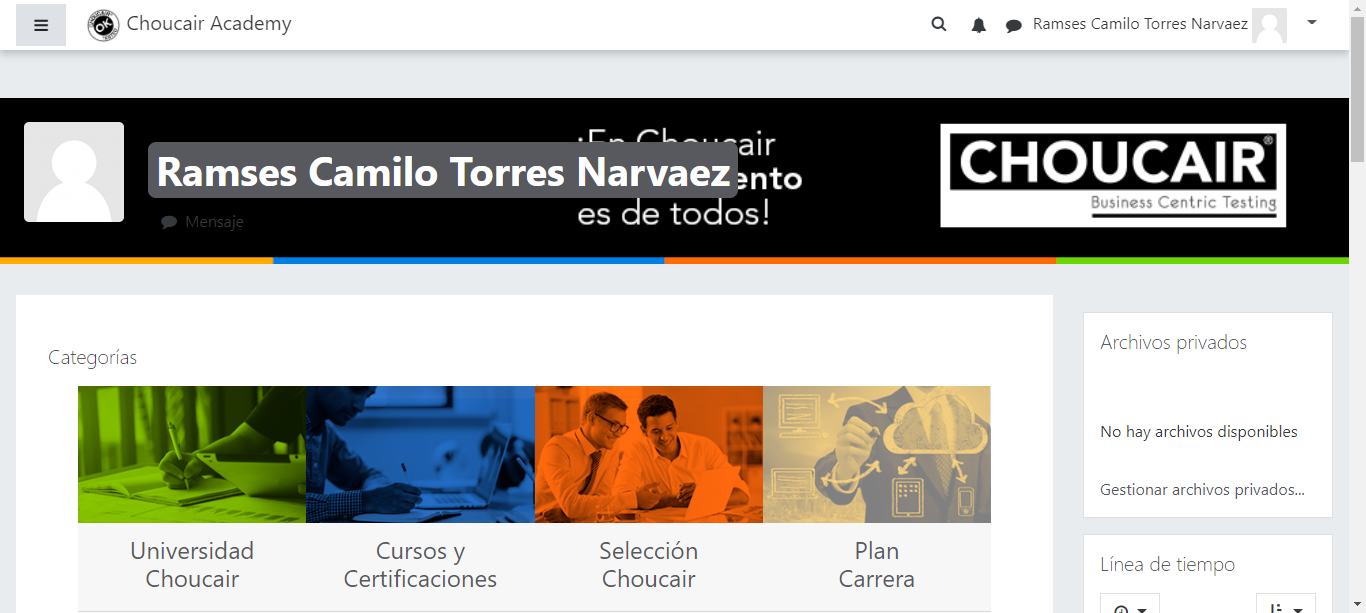 Choucair Academy
Ramses Camilo Torres Narvaez
¡En Choucair
Ramses Camilo Torres Narvaez
es de todos!
Mensaje
CHOUCAIR®
Business Centric Testing
Categorías
Universidad
Choucair
Cursos y
Certificaciones
Selección
Choucair
Plan
Carrera
Archivos privados
No hay archivos disponibles
Gestionar archivos privados...
Línea de tiempo